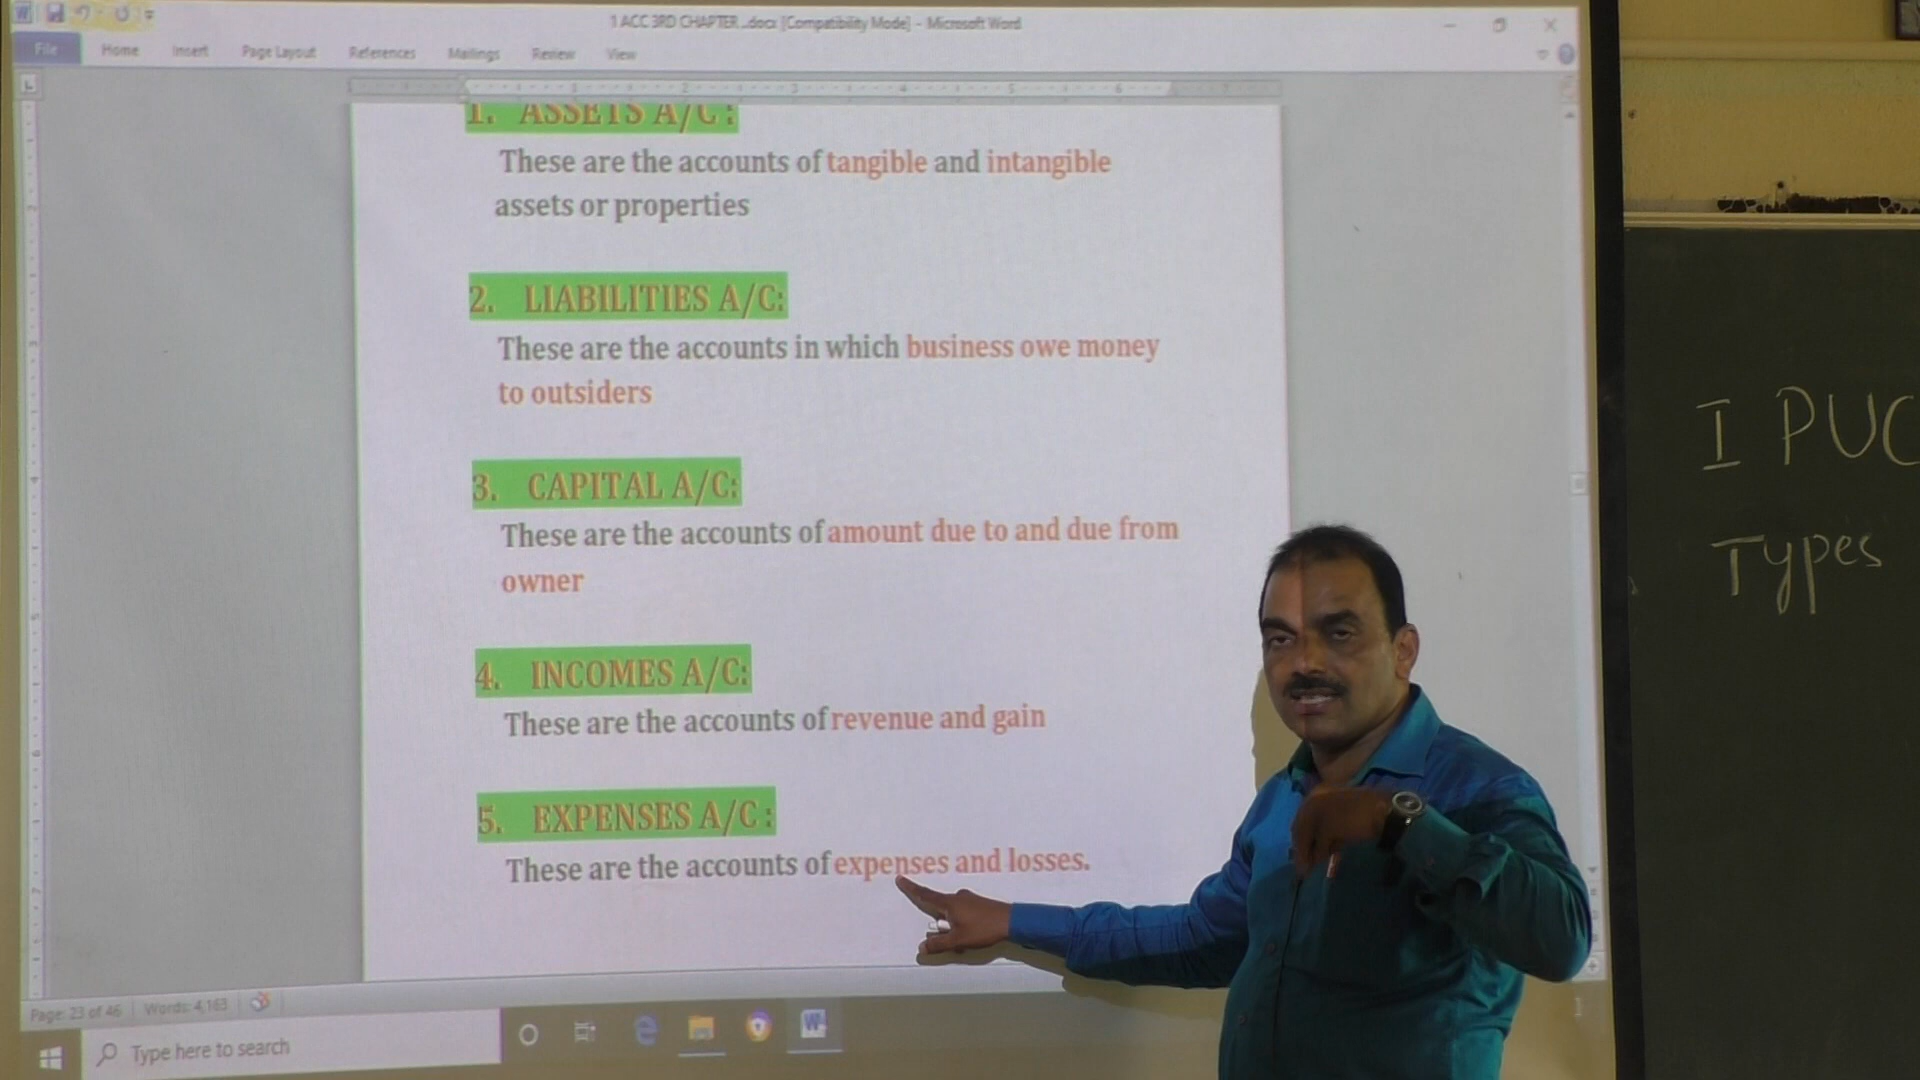 1 ACC 3RD CHAPTER ..docx [Compatibility Mode] - Microsoft Word
File Home Insert Page Layout References Mailings Review View
1. ASSETS A/C :
These are the accounts of tangible and intangible
assets or properties
2. LIABILITIES A/C:
These are the accounts in which business owe money
to outsiders
3. CAPITAL A/C:
These are the accounts of amount due to and due from
owner
4. INCOMES A/C:
These are the accounts of revenue and gain
5. EXPENSES A/C :
These are the accounts of expenses and losses.
Page: 23 of 46 Words: 4,163
Type here to search
I PUC
Types